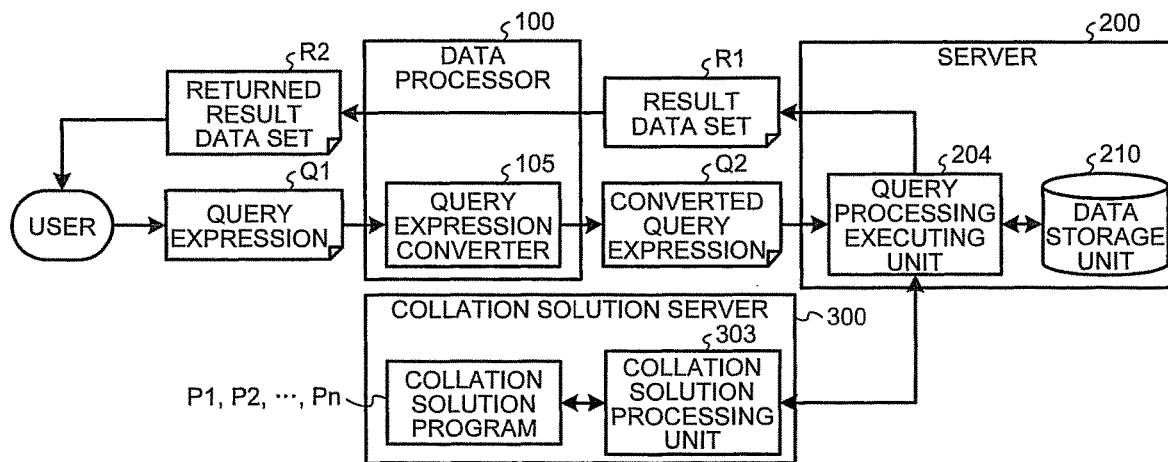 100
200
R2
DATA
PROCESSOR
R1
SERVER
RETURNED
RESULT
DATA SET
RESULT
DATA SET
Q1
105
Q2
204
210
USER
QUERY
EXPRESSION
QUERY
EXPRESSION
CONVERTER
CONVERTED
QUERY
EXPRESSION
QUERY
PROCESSING
EXECUTING
UNIT
DATA
STORAGE
UNIT
COLLATION SOLUTION SERVER
300
303
P1, P2, ···, Pn
COLLATION
SOLUTION
PROGRAM
COLLATION
SOLUTION
PROCESSING
UNIT